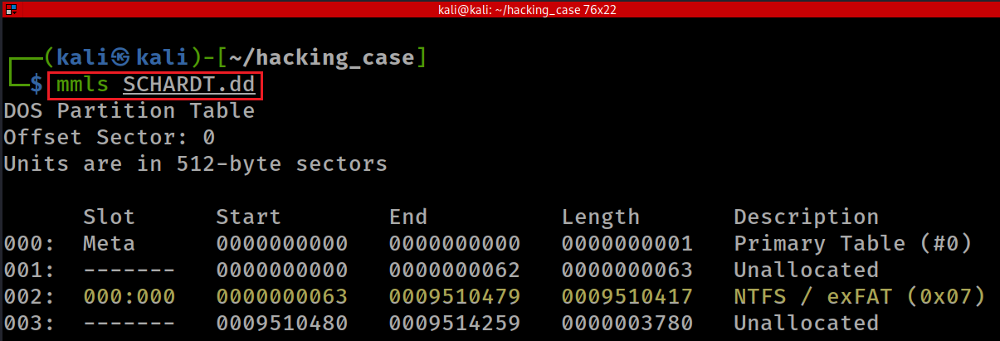 kali@kali: ~/hacking_case 76x22
┌──(kali㉿kali)-[~/hacking_case]
└─$ mmls SCHARDT.dd
DOS Partition Table
Offset Sector: 0
Units are in 512-byte sectors
      Slot      Start        End          Length       Description
000:  Meta      0000000000   0000000000   0000000001   Primary Table (#0)
001:  -------   0000000000   0000000062   0000000063   Unallocated
002:  000:000   0000000063   0009510479   0009510417   NTFS / exFAT (0x07)
003:  -------   0009510480   0009514259   0000003780   Unallocated